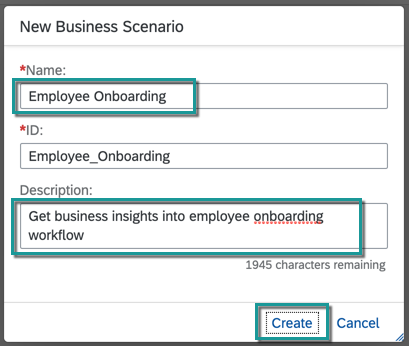 New Business Scenario
*Name:
Employee Onboarding
*ID:
Employee_Onboarding
Description:
Get business insights into employee onboarding
workflow
1945 characters remaining
Create Cancel